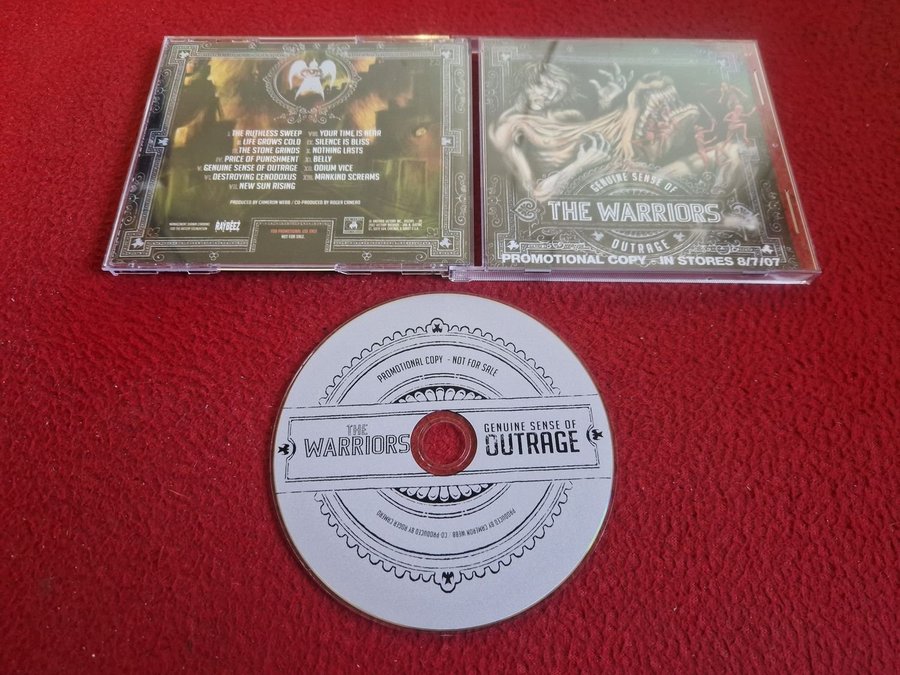 I. THE RUTHLESS SWEEP
II. LIFE GROWS COLD
III. THE STONE GRINDS
IV. PRICE OF PUNISHMENT
V. GENUINE SENSE OF OUTRAGE
VI. DESTROYING CENODOXUS
VII. NEW SUN RISING
VIII. YOUR TIME IS NEAR
IX. SILENCE IS BLISS
X. NOTHING LASTS
XI. BELLY
XII. ODIUM VICE
XIII. MANKIND SCREAMS
PRODUCED BY CAMERON WEBB / CO-PRODUCED BY ROGER CAMERO
FOR PROMOTIONAL USE ONLY
NOT FOR SALE.
GENUINE SENSE OF
THE WARRIORS
OUTRAGE
PROMOTIONAL COPY - IN STORES 8/7/07
PROMOTIONAL COPY - NOT FOR SALE
THE
WARRIORS
GENUINE SENSE OF
OUTRAGE
PRODUCED BY CAMERON WEBB CO-PRODUCED BY ROGER CAMERO